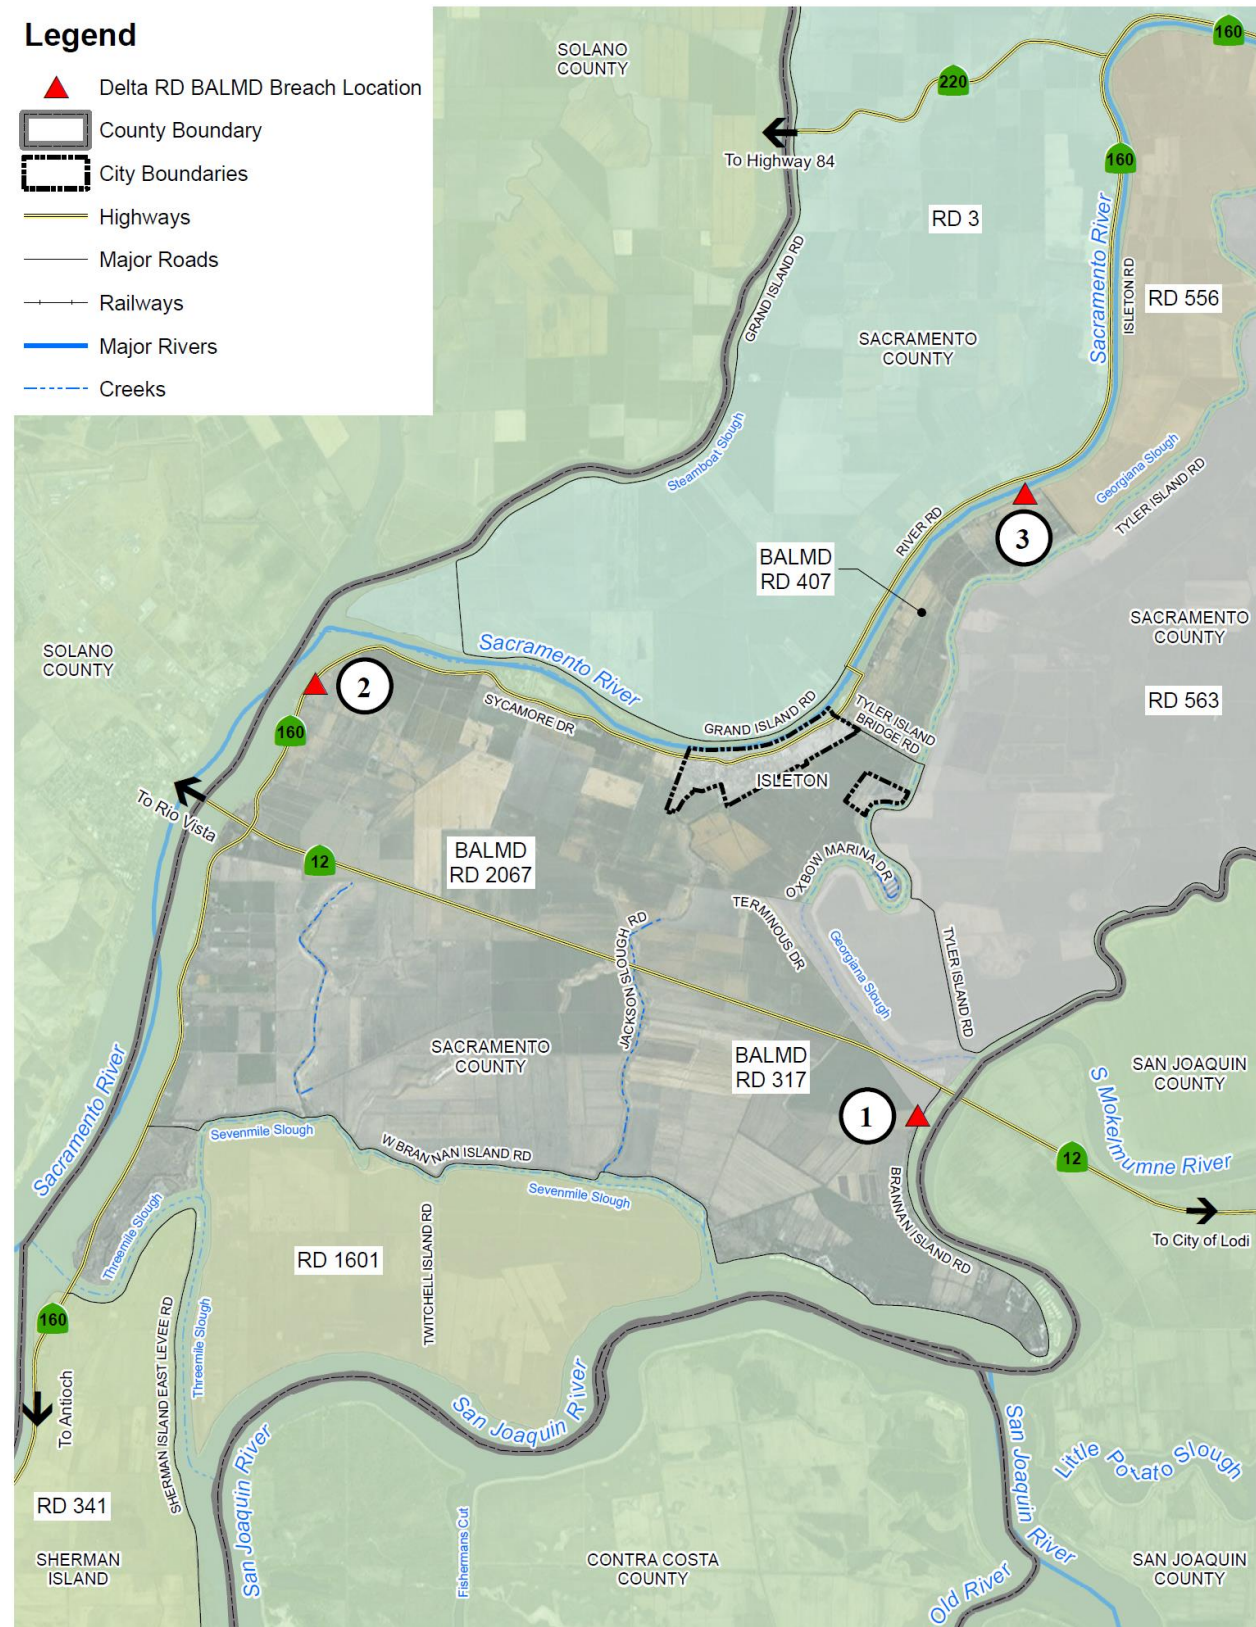 Legend
Delta RD BALMD Breach Location
County Boundary
City Boundaries
Highways
Major Roads
Railways
Major Rivers
Creeks
SOLANO
COUNTY
160
220
To Highway 84
160
RD 3
Sacramento River
ISLETON RD
GRAND ISLAND RD
RD 556
SACRAMENTO
COUNTY
Steamboat Slough
Georgiana Slough
TYLER ISLAND RD
RIVER RD
3
BALMD
RD 407
SACRAMENTO
COUNTY
SOLANO
COUNTY
Sacramento River
2
RD 563
SYCAMORE DR
GRAND ISLAND RD
TYLER ISLAND
BRIDGE RD
160
ISLETON
To Rio Vista
12
BALMD
RD 2067
OXBOW MARINA DR
TERMINOUS DR
JACKSON SLOUGH RD
Georgiana Slough
TYLER ISLAND RD
SACRAMENTO
COUNTY
BALMD
RD 317
SAN JOAQUIN
COUNTY
S Mokelmumne River
1
Sacramento River
Sevenmile Slough
W BRANNAN ISLAND RD
12
Sevenmile Slough
BRANNAN ISLAND RD
To City of Lodi
Threemile Slough
RD 1601
TWITCHELL ISLAND RD
160
SHERMAN ISLAND EAST LEVEE RD
Threemile Slough
To Antioch
San Joaquin River
San Joaquin River
San Joaquin River
Little Potato Slough
RD 341
Fishermans Cut
SHERMAN
ISLAND
CONTRA COSTA
COUNTY
Old River
SAN JOAQUIN
COUNTY